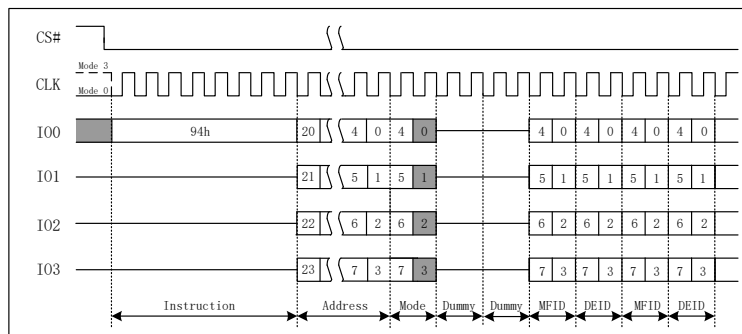 CS#
Mode 3
CLK
Mode 0
IO0 94h 20 4 0 4 0 4 0 4 0 4 0 4 0
IO1 21 5 1 5 1 5 1 5 1 5 1 5 1
IO2 22 6 2 6 2 6 2 6 2 6 2 6 2
IO3 23 7 3 7 3 7 3 7 3 7 3 7 3
Instruction Address Mode Dummy Dummy MFID DEID MFID DEID